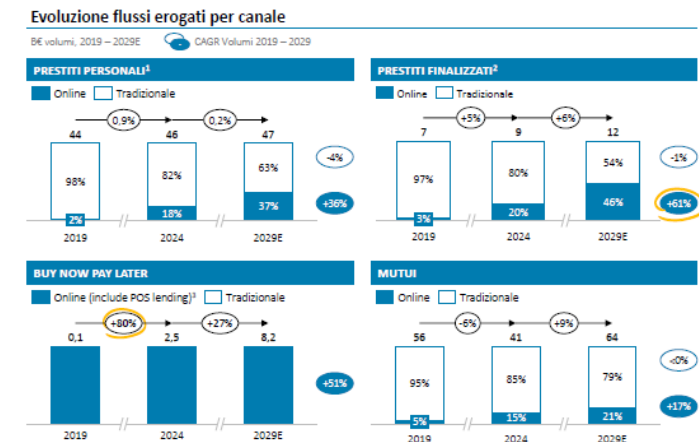 Evoluzione flussi erogati per canale
B€ volumi, 2019 – 2029E CAGR Volumi 2019 – 2029
PRESTITI PERSONALI¹
Online Tradizionale
0,9% 0,2%
44 46 47
98% 82% 63%
2% 18% 37%
-4%
+36%
2019 2024 2029E
PRESTITI FINALIZZATI²
Online Tradizionale
+5% +6%
7 9 12
97% 80% 54%
3% 20% 46%
-1%
+61%
2019 2024 2029E
BUY NOW PAY LATER
Online (include POS lending)³ Tradizionale
+80% +27%
0,1 2,5 8,2
+51%
2019 2024 2029E
MUTUI
Online Tradizionale
-6% +9%
56 41 64
95% 85% 79%
5% 15% 21%
<0%
+17%
2019 2024 2029E